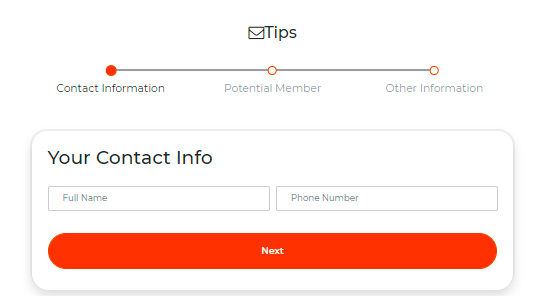 Tips
Contact Information Potential Member Other Information
Your Contact Info
Full Name Phone Number
Next